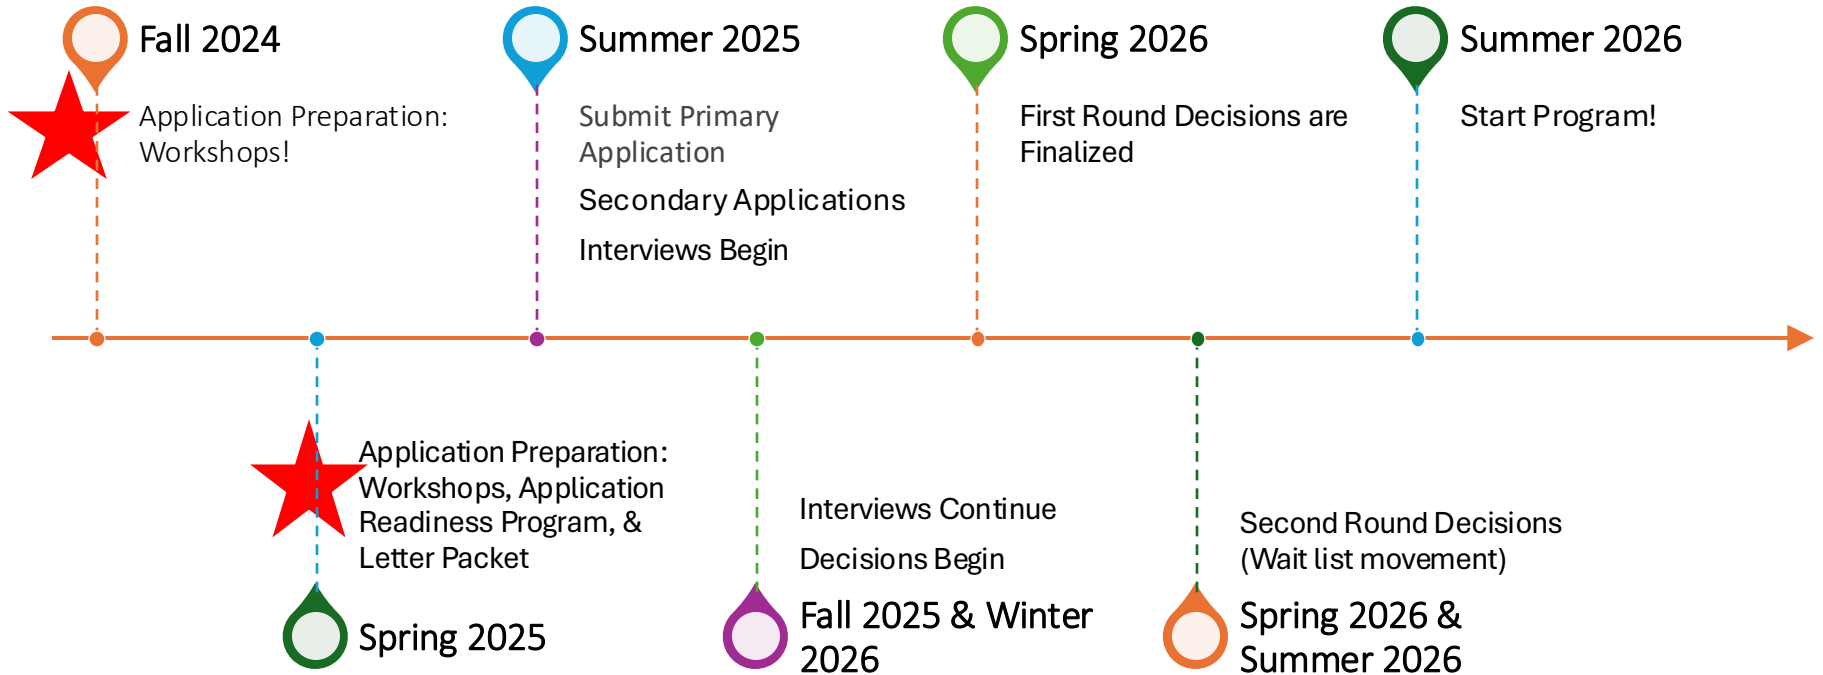 Fall 2024
Application Preparation:
Workshops!
Summer 2025
Submit Primary
Application
Secondary Applications
Interviews Begin
Spring 2026
First Round Decisions are
Finalized
Summer 2026
Start Program!
Application Preparation:
Workshops, Application
Readiness Program, &
Letter Packet
Spring 2025
Interviews Continue
Decisions Begin
Fall 2025 & Winter
2026
Second Round Decisions
(Wait list movement)
Spring 2026 &
Summer 2026